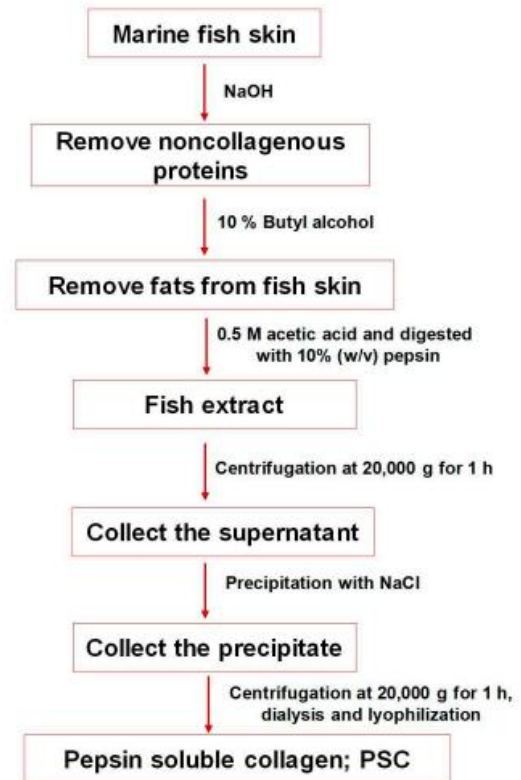 Marine fish skin
NaOH
Remove noncollagenous
proteins
10 % Butyl alcohol
Remove fats from fish skin
0.5 M acetic acid and digested
with 10% (w/v) pepsin
Fish extract
Centrifugation at 20,000 g for 1 h
Collect the supernatant
Precipitation with NaCl
Collect the precipitate
Centrifugation at 20,000 g for 1 h,
dialysis and lyophilization
Pepsin soluble collagen; PSC